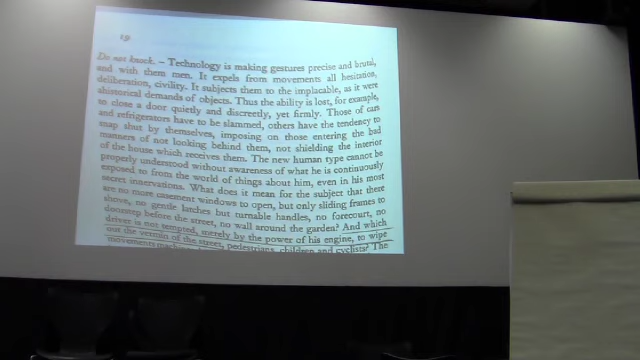 19
Do not knock. – Technology is making gestures precise and brutal,
and with them men. It expels from movements all hesitation,
deliberation, civility. It subjects them to the implacable, as it were
ahistorical demands of objects. Thus the ability is lost, for example,
to close a door quietly and discreetly, yet firmly. Those of cars
and refrigerators have to be slammed, others have the tendency to
snap shut by themselves, imposing on those entering the bad
manners of not looking behind them, not shielding the interior
of the house which receives them. The new human type cannot be
properly understood without awareness of what he is continuously
exposed to from the world of things about him, even in his most
secret innervations. What does it mean for the subject that there
are no more casement windows to open, but only sliding frames to
shove, no gentle latches but turnable handles, no forecourt, no
doorstep before the street, no wall around the garden? And which
driver is not tempted, merely by the power of his engine, to wipe
out the vermin of the street, pedestrians, children and cyclists? The
movements